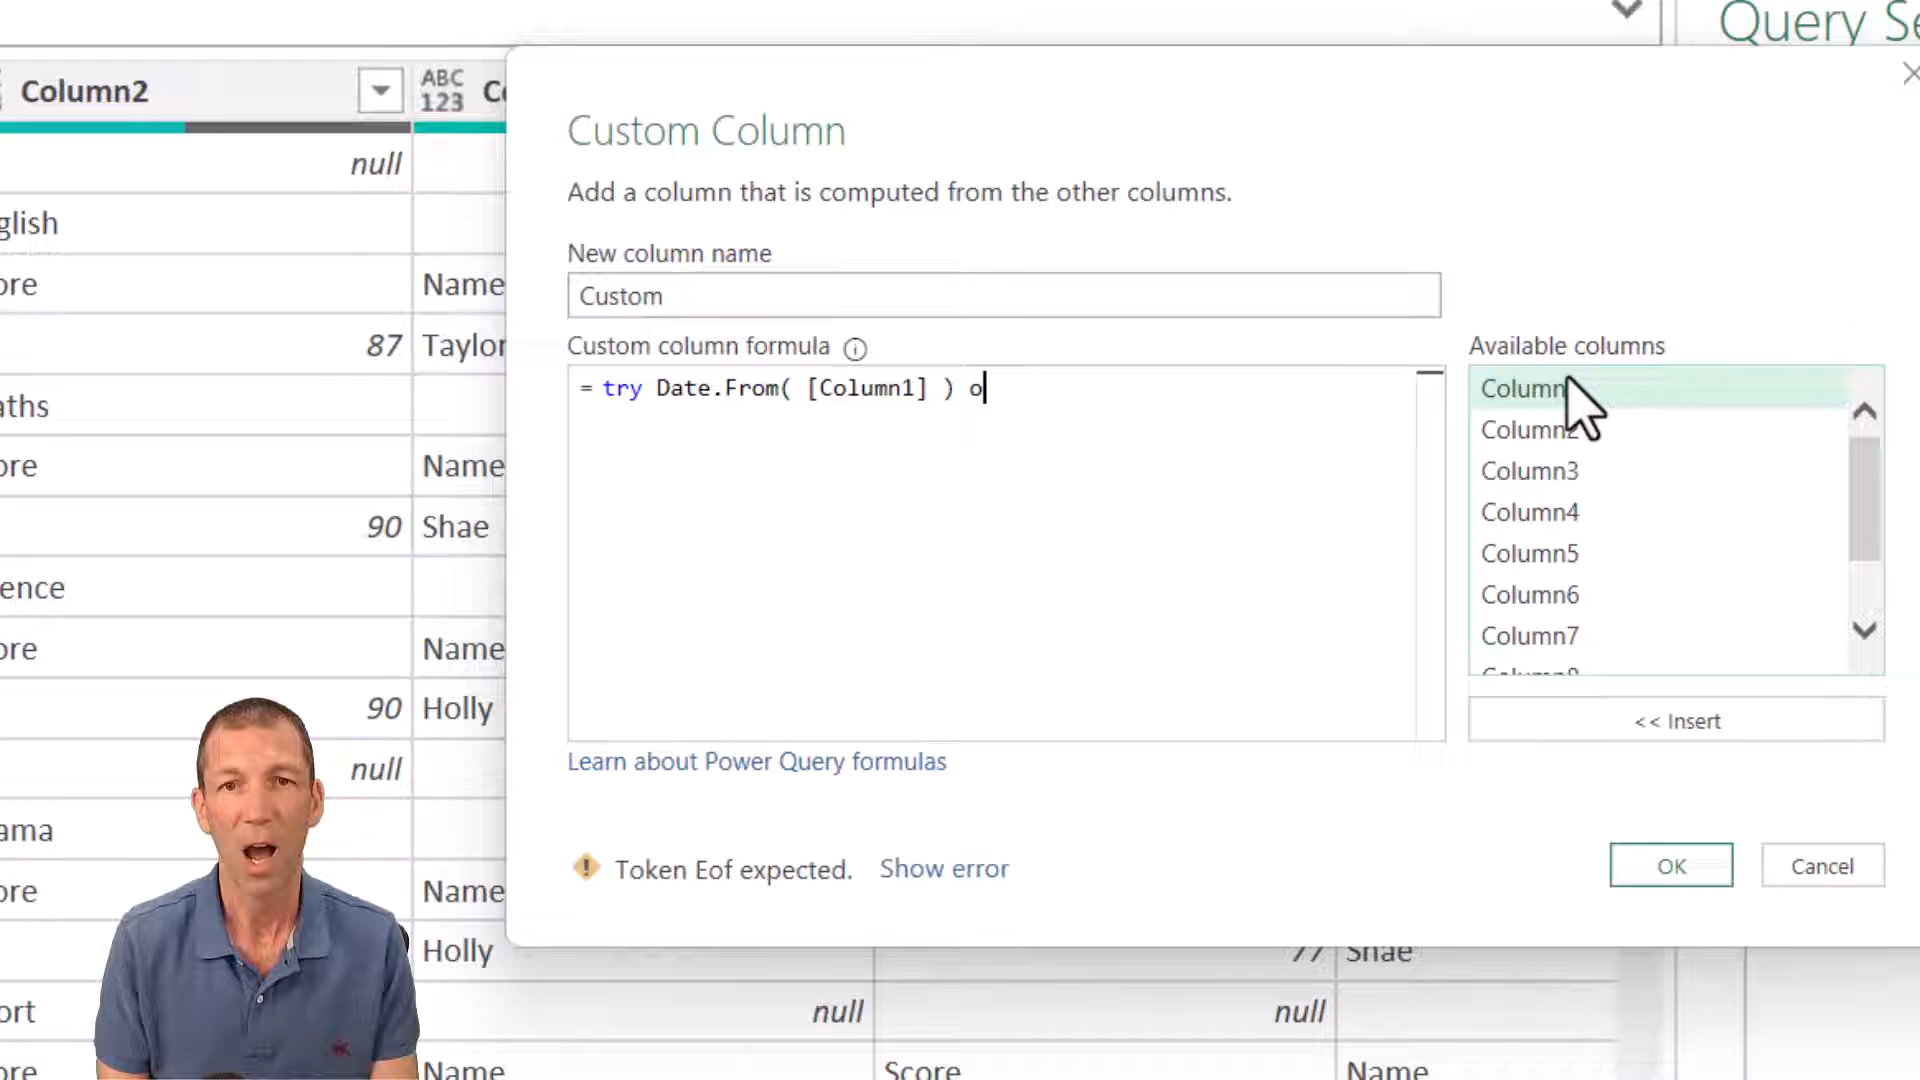 Query Se
Column2
ABC
123
Custom Column
Add a column that is computed from the other columns.
New column name
Custom
Custom column formula
= try Date.From( [Column1] ) o
Available columns
Column
Column2
Column3
Column4
Column5
Column6
Column7
Column8
<< Insert
Learn about Power Query formulas
Token Eof expected. Show error
OK
Cancel
null
glish
ore
Name
87
Taylor
aths
ore
Name
90
Shae
ence
ore
Name
90
Holly
null
ama
ore
Name
Holly
77
Shae
ort
null
null
ore
Name
Score
Name